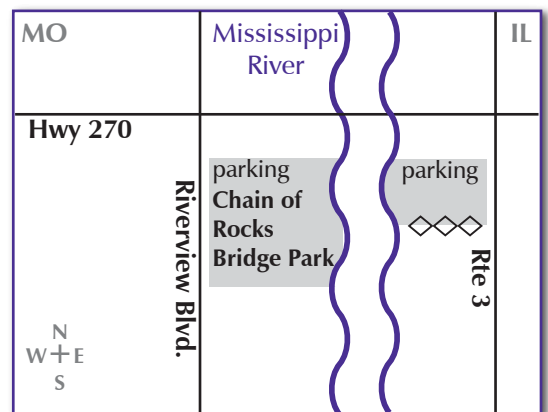 MO
Mississippi
River
IL
Hwy 270
parking
Chain of
Rocks
Bridge Park
parking
Riverview Blvd.
Rte 3
N
W E
S